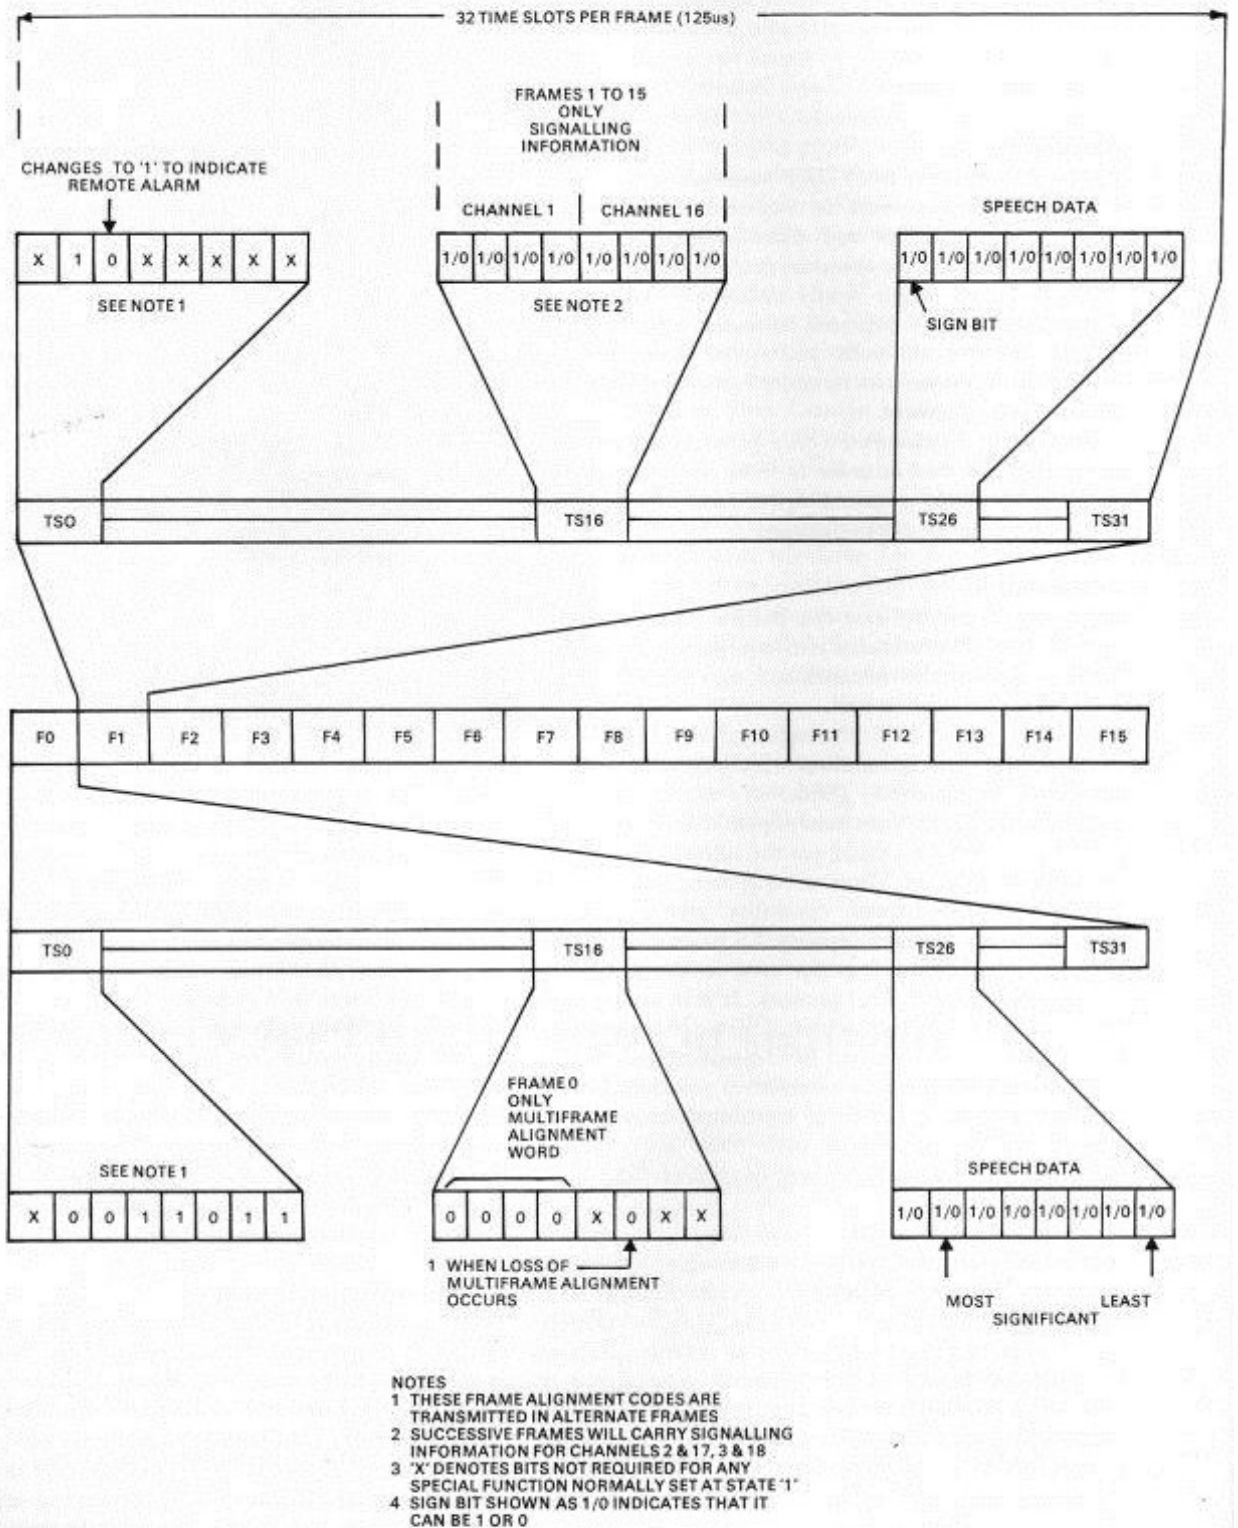 32 TIME SLOTS PER FRAME (125us)
FRAMES 1 TO 15
ONLY
SIGNALLING
INFORMATION
CHANGES TO '1' TO INDICATE
REMOTE ALARM
CHANNEL 1 CHANNEL 16
SPEECH DATA
X 1 0 X X X X X
1/0 1/0 1/0 1/0 1/0 1/0 1/0 1/0
1/0 1/0 1/0 1/0 1/0 1/0 1/0 1/0
SEE NOTE 1
SEE NOTE 2
SIGN BIT
TS0 TS16 TS26 TS31
F0 F1 F2 F3 F4 F5 F6 F7 F8 F9 F10 F11 F12 F13 F14 F15
TS0 TS16 TS26 TS31
FRAME 0
ONLY
MULTIFRAME
ALIGNMENT
WORD
SEE NOTE 1
SPEECH DATA
X 0 0 1 1 0 1 1
0 0 0 0 X 0 X X
1/0 1/0 1/0 1/0 1/0 1/0 1/0 1/0
1 WHEN LOSS OF
MULTIFRAME ALIGNMENT
OCCURS
MOST LEAST
SIGNIFICANT
NOTES
1 THESE FRAME ALIGNMENT CODES ARE
TRANSMITTED IN ALTERNATE FRAMES
2 SUCCESSIVE FRAMES WILL CARRY SIGNALLING
INFORMATION FOR CHANNELS 2 & 17, 3 & 18
3 'X' DENOTES BITS NOT REQUIRED FOR ANY
SPECIAL FUNCTION NORMALLY SET AT STATE '1'
4 SIGN BIT SHOWN AS 1/0 INDICATES THAT IT
CAN BE 1 OR 0